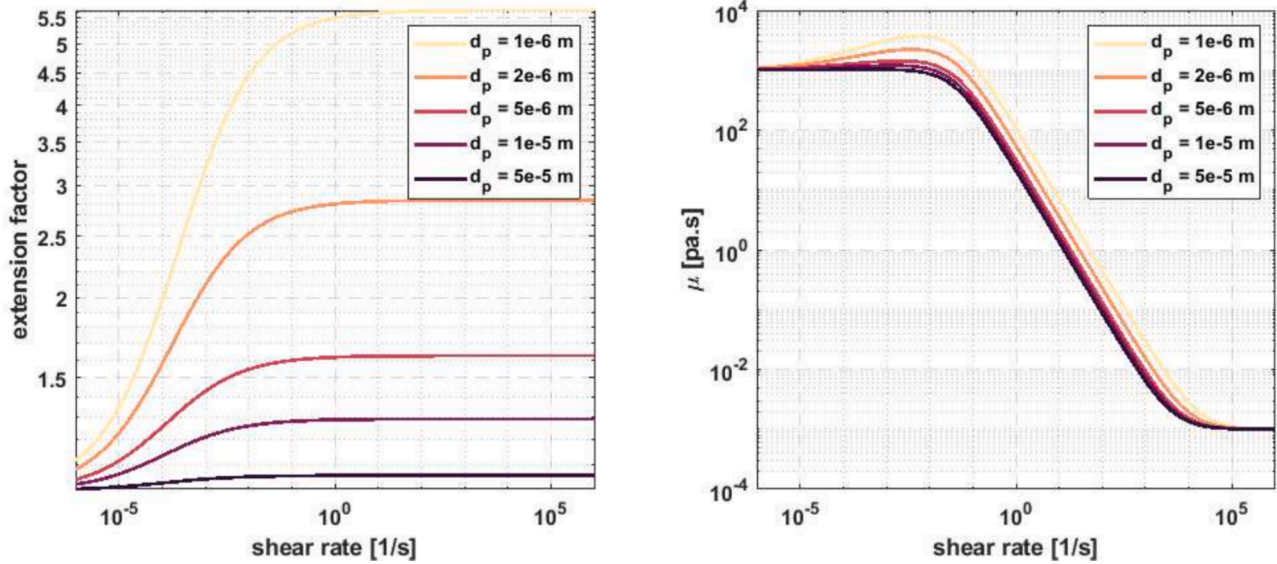 5.5
5
4.5
4
3.5
3
2.5
2
1.5
extension factor
10^-5
10^0
10^5
shear rate [1/s]
d_p = 1e-6 m
d_p = 2e-6 m
d_p = 5e-6 m
d_p = 1e-5 m
d_p = 5e-5 m
10^4
10^2
10^0
10^-2
10^-4
μ [pa.s]
10^-5
10^0
10^5
shear rate [1/s]
d_p = 1e-6 m
d_p = 2e-6 m
d_p = 5e-6 m
d_p = 1e-5 m
d_p = 5e-5 m